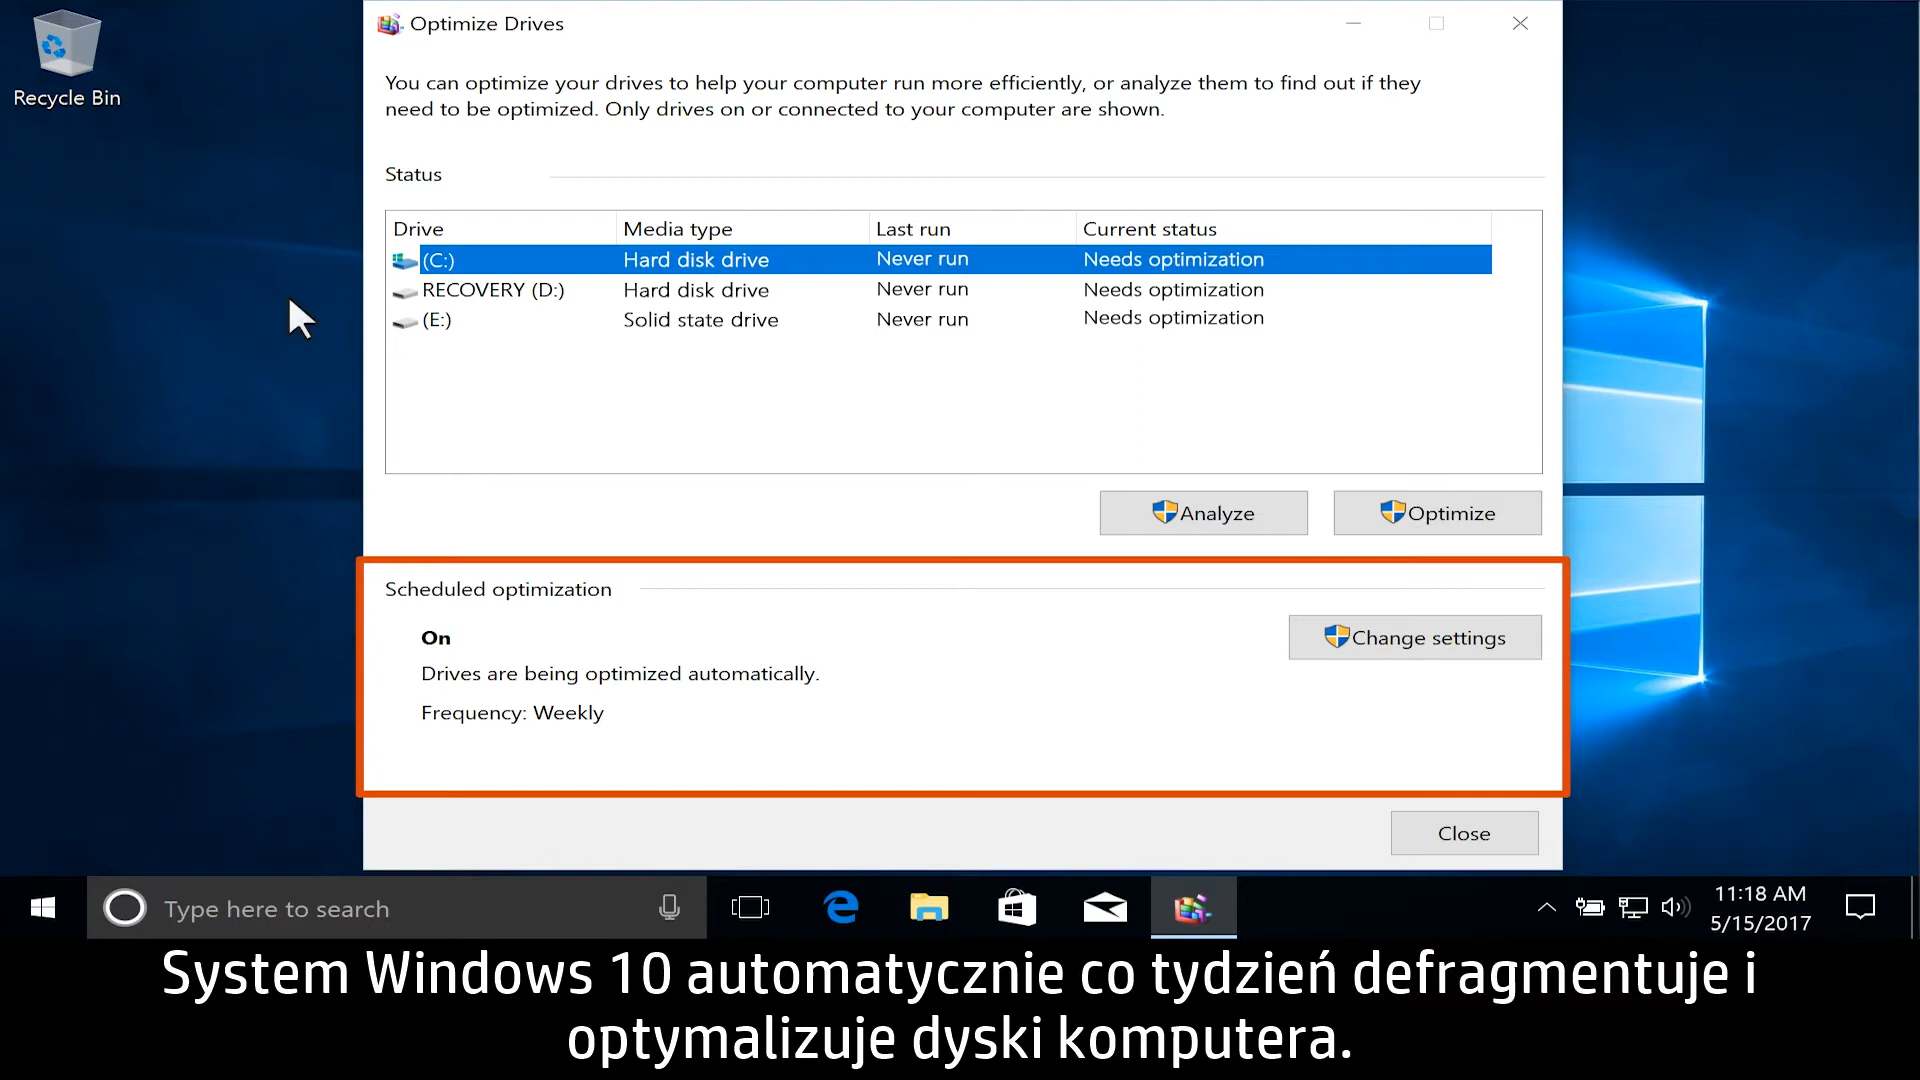 Recycle Bin
Optimize Drives
You can optimize your drives to help your computer run more efficiently, or analyze them to find out if they
need to be optimized. Only drives on or connected to your computer are shown.
Status
Drive Media type Last run Current status
(C:) Hard disk drive Never run Needs optimization
RECOVERY (D:) Hard disk drive Never run Needs optimization
(E:) Solid state drive Never run Needs optimization
Analyze Optimize
Scheduled optimization
On
Change settings
Drives are being optimized automatically.
Frequency: Weekly
Close
Type here to search
11:18 AM
5/15/2017
System Windows 10 automatycznie co tydzień defragmentuje i
optymalizuje dyski komputera.